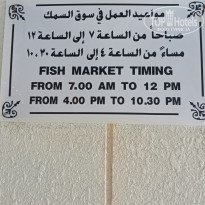 مواعيد العمل في سوق السمك
صباحاً من الساعة ٧ إلى الساعة ١٢
مساءً من الساعة ٤ إلى الساعة ١٠،٣٠
FISH MARKET TIMING
FROM 7.00 AM TO 12 PM
FROM 4.00 PM TO 10.30 PM